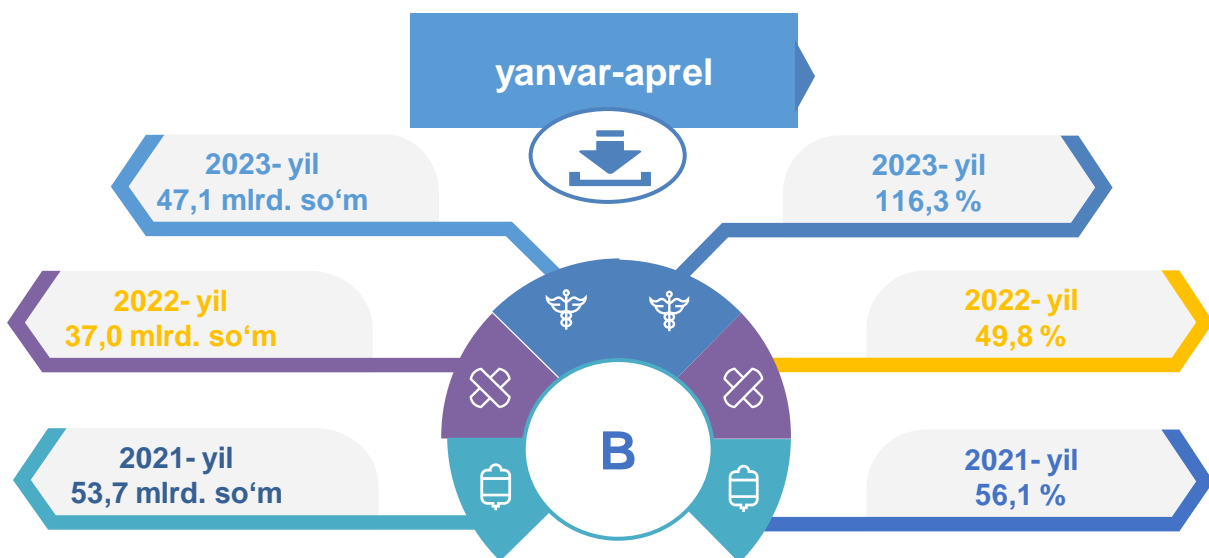 yanvar-aprel
2023- yil
47,1 mlrd. so‘m
2023- yil
116,3 %
2022- yil
37,0 mlrd. so‘m
2022- yil
49,8 %
B
2021- yil
53,7 mlrd. so‘m
2021- yil
56,1 %